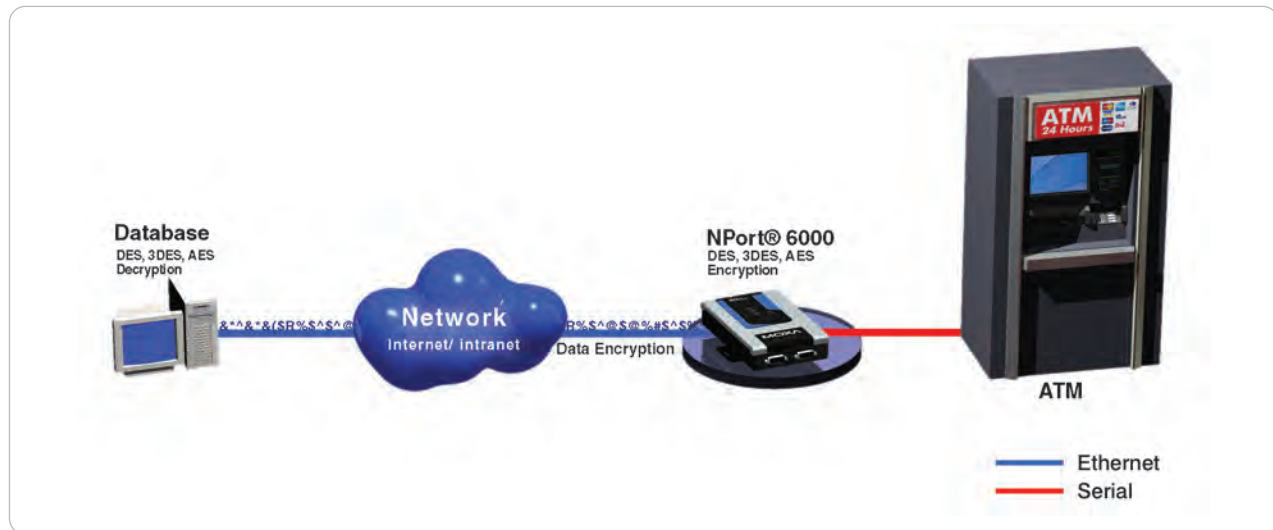 Database
DES, 3DES, AES
Decryption
&*^&*&($R%$^$^@
Network
Internet/ intranet
R%$^@$@%#$^$%
Data Encryption
NPort® 6000
DES, 3DES, AES
Encryption
MOXA
ATM
24 Hours
ATM
Ethernet
Serial